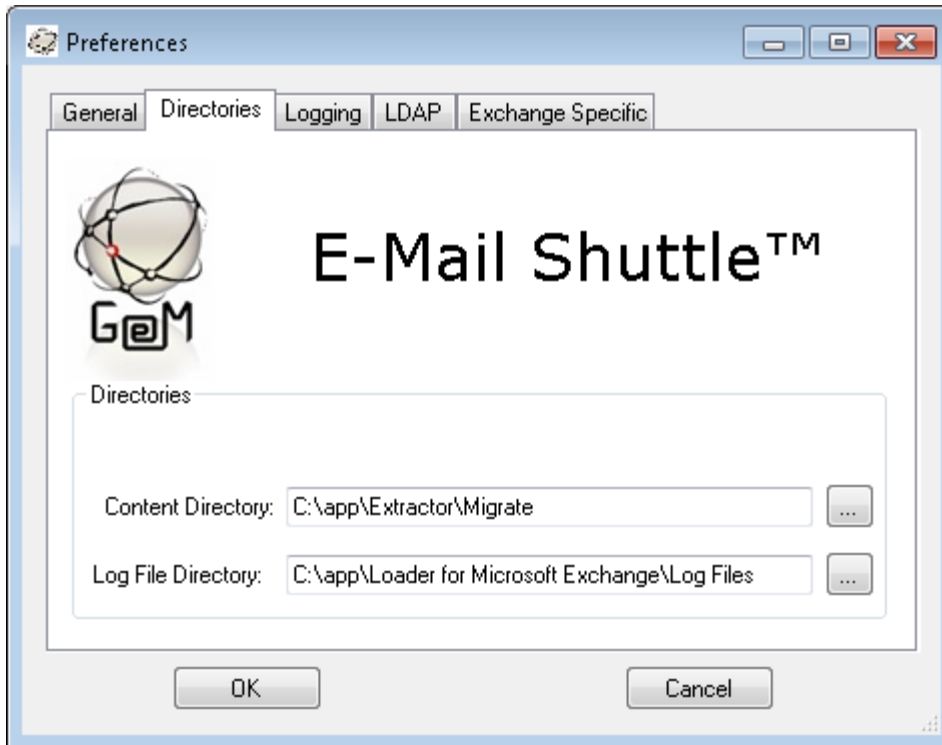 Preferences
General Directories Logging LDAP Exchange Specific
E-Mail Shuttle™
G@M
Directories
Content Directory: C:\app\Extractor\Migrate ...
Log File Directory: C:\app\Loader for Microsoft Exchange\Log Files ...
OK Cancel